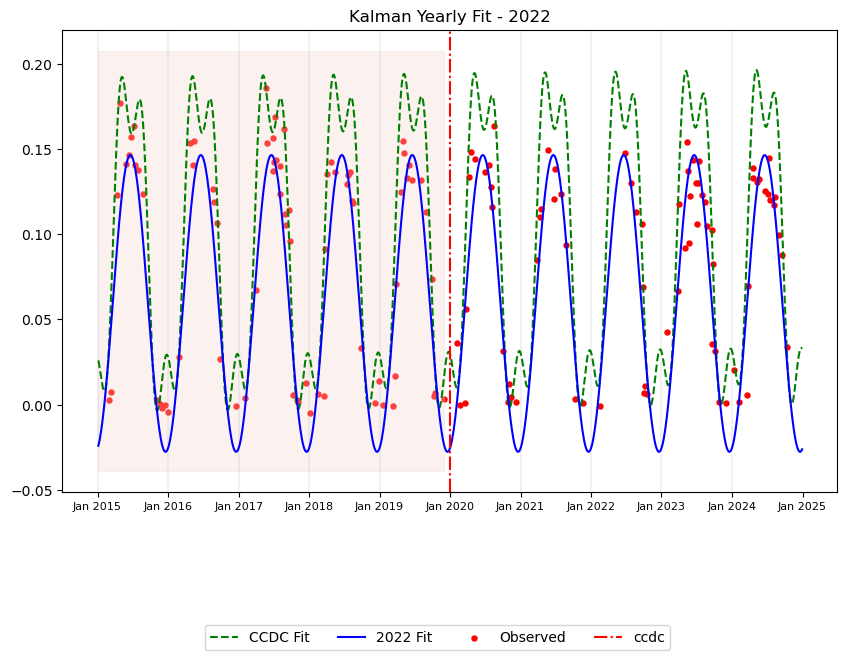 Kalman Yearly Fit - 2022
0.20
0.15
0.10
0.05
0.00
−0.05
Jan 2015 Jan 2016 Jan 2017 Jan 2018 Jan 2019 Jan 2020 Jan 2021 Jan 2022 Jan 2023 Jan 2024 Jan 2025
CCDC Fit 2022 Fit Observed ccdc